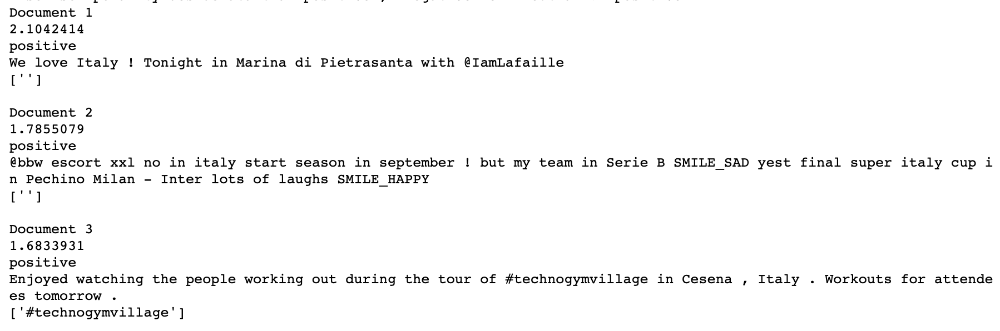 Document 1
2.1042414
positive
We love Italy ! Tonight in Marina di Pietrasanta with @IamLafaille
['']
Document 2
1.7855079
positive
@bbw escort xxl no in italy start season in september ! but my team in Serie B SMILE_SAD yest final super italy cup i
n Pechino Milan – Inter lots of laughs SMILE_HAPPY
['']
Document 3
1.6833931
positive
Enjoyed watching the people working out during the tour of #technogymvillage in Cesena , Italy . Workouts for attende
es tomorrow .
['#technogymvillage']